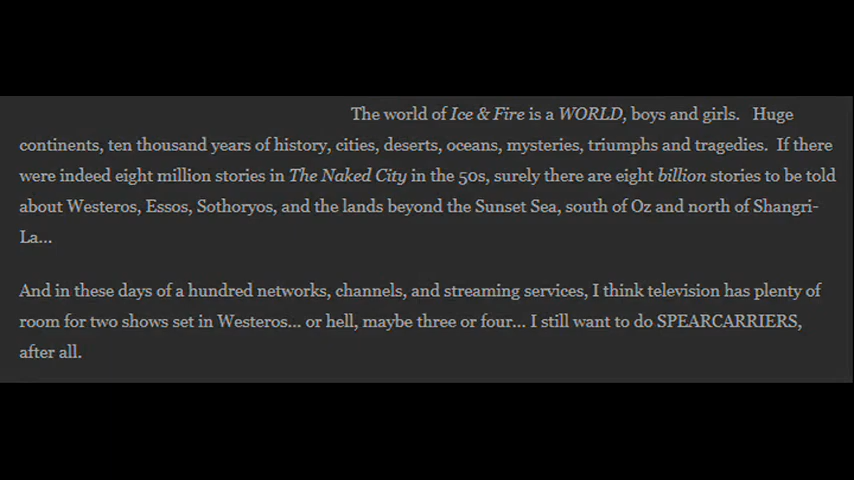 The world of Ice & Fire is a WORLD, boys and girls. Huge
continents, ten thousand years of history, cities, deserts, oceans, mysteries, triumphs and tragedies. If there
were indeed eight million stories in The Naked City in the 50s, surely there are eight billion stories to be told
about Westeros, Essos, Sothoryos, and the lands beyond the Sunset Sea, south of Oz and north of Shangri-
La...
And in these days of a hundred networks, channels, and streaming services, I think television has plenty of
room for two shows set in Westeros... or hell, maybe three or four... I still want to do SPEARCARRIERS,
after all.